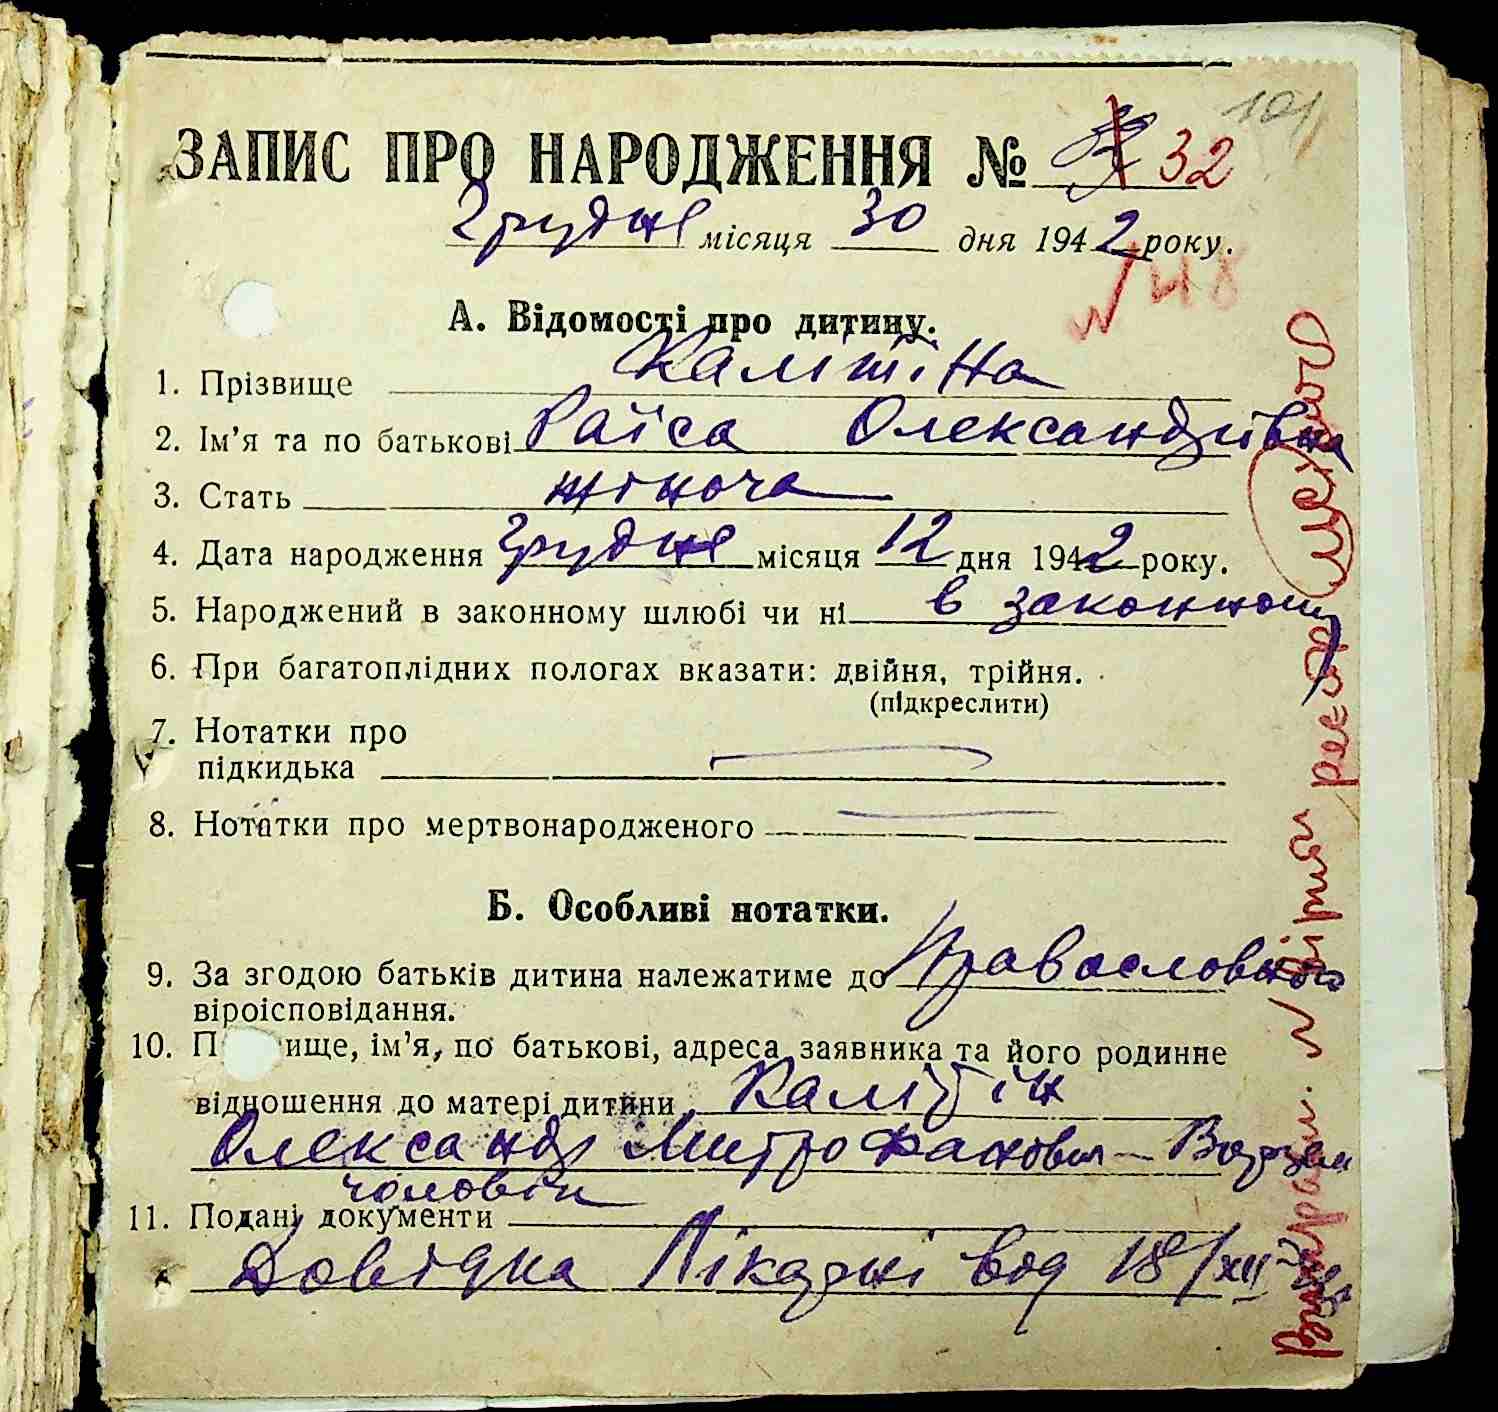 101
ЗАПИС ПРО НАРОДЖЕННЯ № 32
Грудня місяця 30 дня 1942 року.
V 48
А. Відомості про дитину.
1. Прізвище Калітіна
2. Ім’я та по батькові Раїса Олександрівна
3. Стать жіноча
4. Дата народження Грудня місяця 12 дня 1942 року.
5. Народжений в законному шлюбі чи ні в законному
6. При багатоплідних пологах вказати: двійня, трійня.
(підкреслити)
7. Нотатки про
підкидька
8. Нотатки про мертвонародженого
Б. Особливі нотатки.
9. За згодою батьків дитина належатиме до Православного
віроісповідання.
10. П ище, ім’я, по батькові, адреса заявника та його родинне
відношення до матері дитини Калітін
Олександр Митрофанович –
чоловік
11. Подані документи
Довідка Лікарні від 18/XII